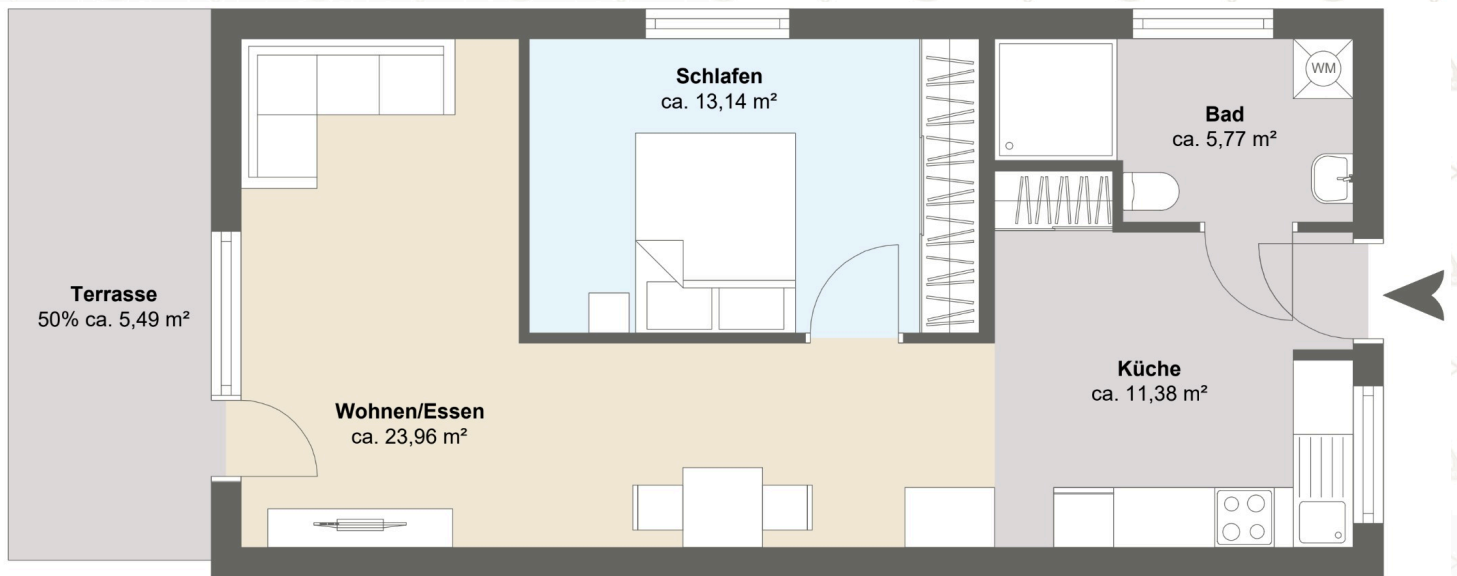 Schlafen
ca. 13,14 m²
WM
Bad
ca. 5,77 m²
Terrasse
50% ca. 5,49 m²
Küche
ca. 11,38 m²
Wohnen/Essen
ca. 23,96 m²